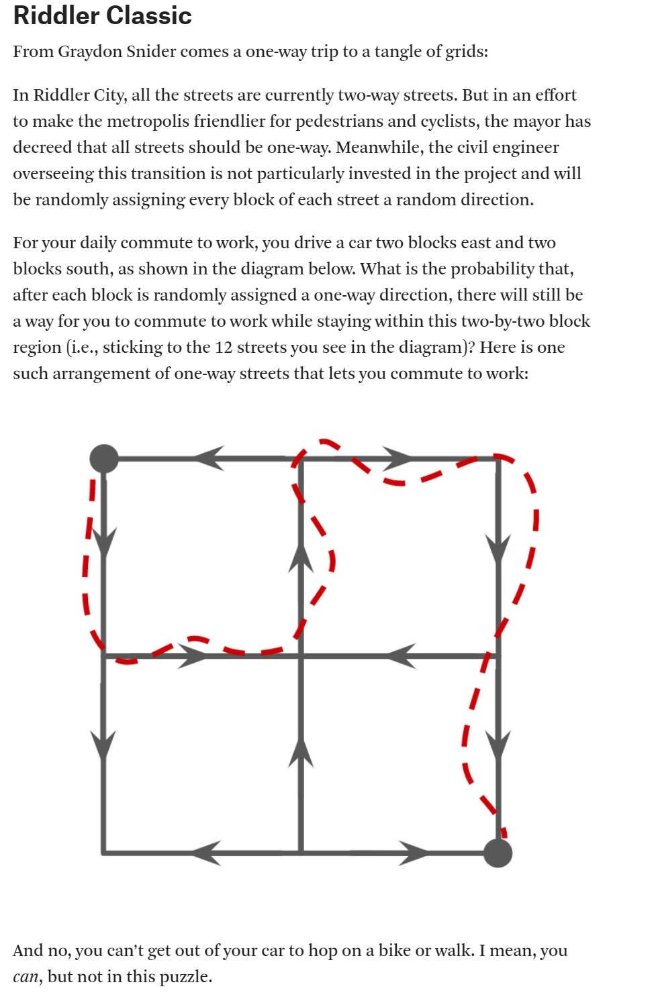 Riddler Classic
From Graydon Snider comes a one-way trip to a tangle of grids:
In Riddler City, all the streets are currently two-way streets. But in an effort
to make the metropolis friendlier for pedestrians and cyclists, the mayor has
decreed that all streets should be one-way. Meanwhile, the civil engineer
overseeing this transition is not particularly invested in the project and will
be randomly assigning every block of each street a random direction.
For your daily commute to work, you drive a car two blocks east and two
blocks south, as shown in the diagram below. What is the probability that,
after each block is randomly assigned a one-way direction, there will still be
a way for you to commute to work while staying within this two-by-two block
region (i.e., sticking to the 12 streets you see in the diagram)? Here is one
such arrangement of one-way streets that lets you commute to work:
And no, you can’t get out of your car to hop on a bike or walk. I mean, you
can, but not in this puzzle.